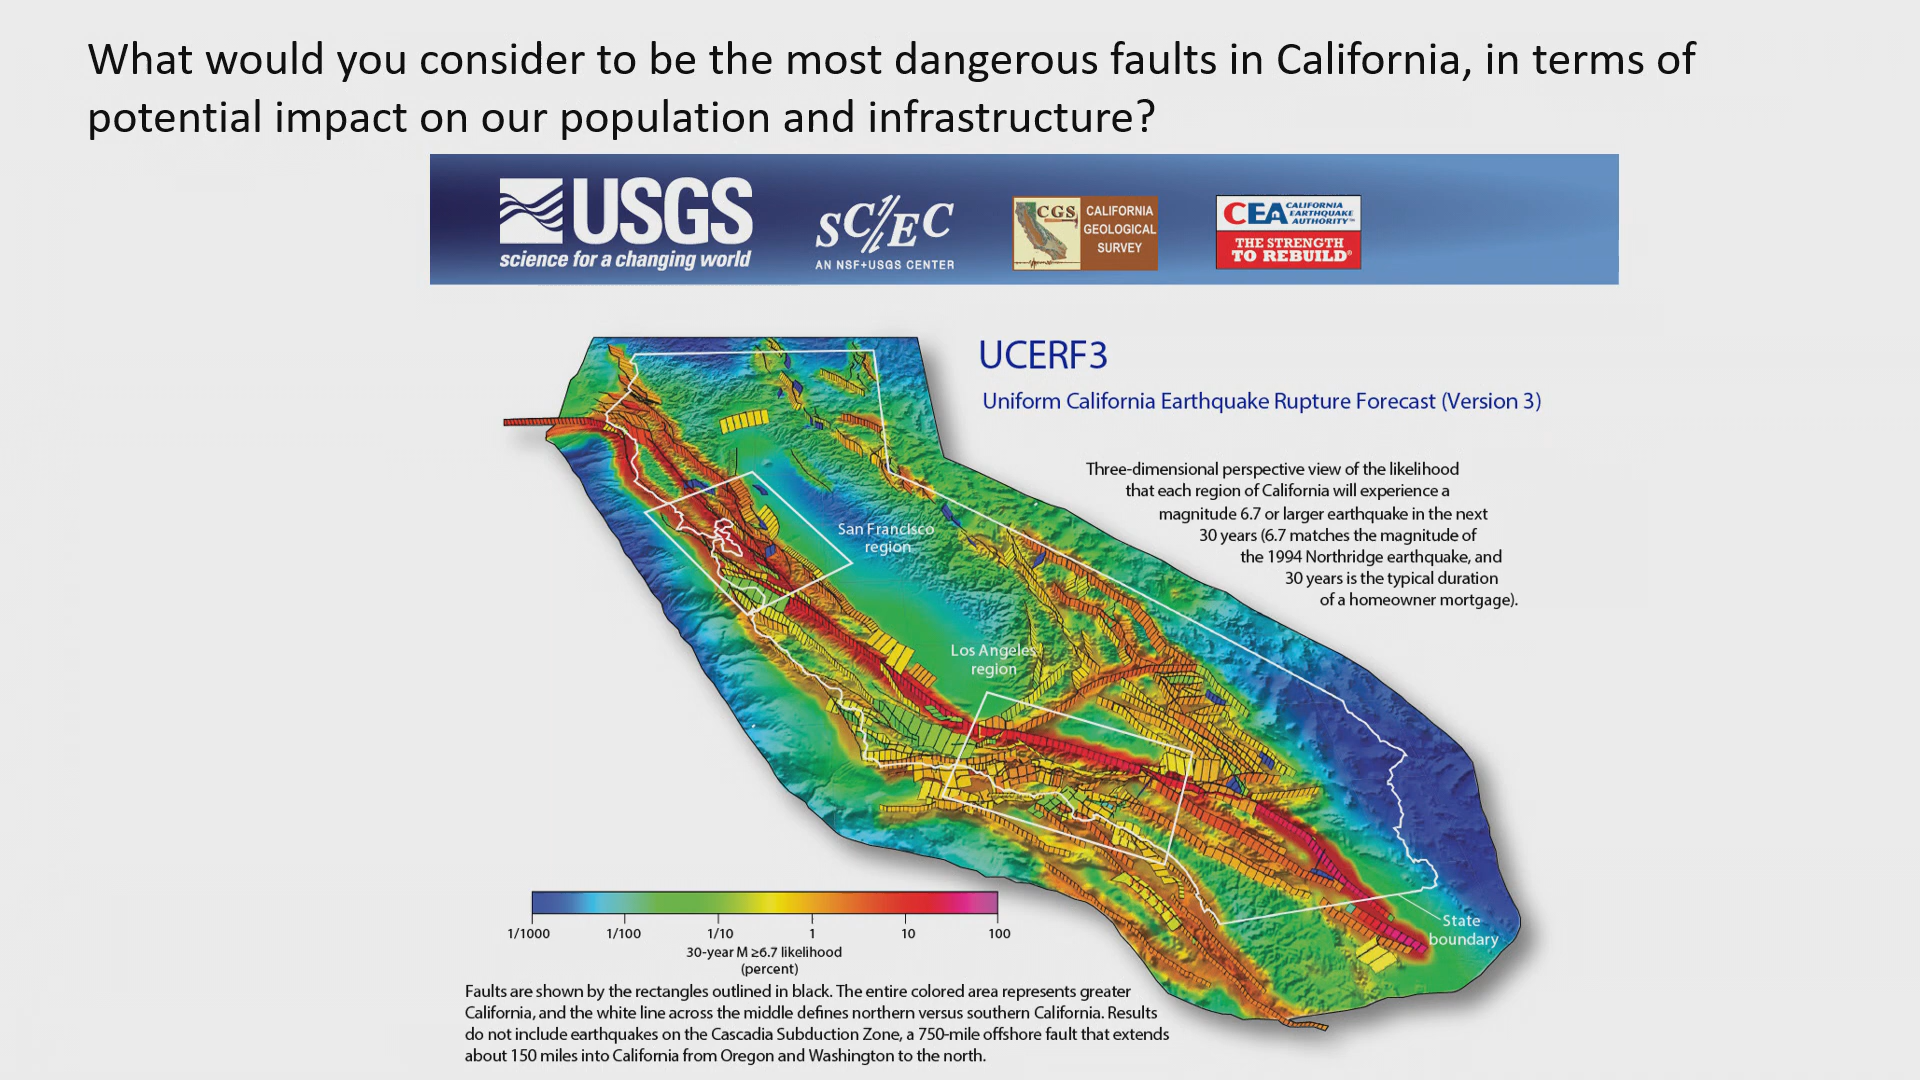 What would you consider to be the most dangerous faults in California, in terms of
potential impact on our population and infrastructure?
USGS
science for a changing world
SC/EC
AN NSF+USGS CENTER
CGS
CALIFORNIA
GEOLOGICAL
SURVEY
CEA
CALIFORNIA
EARTHQUAKE
AUTHORITY™
THE STRENGTH
TO REBUILD®
UCERF3
Uniform California Earthquake Rupture Forecast (Version 3)
Three-dimensional perspective view of the likelihood
that each region of California will experience a
magnitude 6.7 or larger earthquake in the next
30 years (6.7 matches the magnitude of
the 1994 Northridge earthquake, and
30 years is the typical duration
of a homeowner mortgage).
San Francisco
region
Los Angeles
region
State
boundary
1/1000 1/100 1/10 1 10 100
30-year M ≥6.7 likelihood
(percent)
Faults are shown by the rectangles outlined in black. The entire colored area represents greater
California, and the white line across the middle defines northern versus southern California. Results
do not include earthquakes on the Cascadia Subduction Zone, a 750-mile offshore fault that extends
about 150 miles into California from Oregon and Washington to the north.